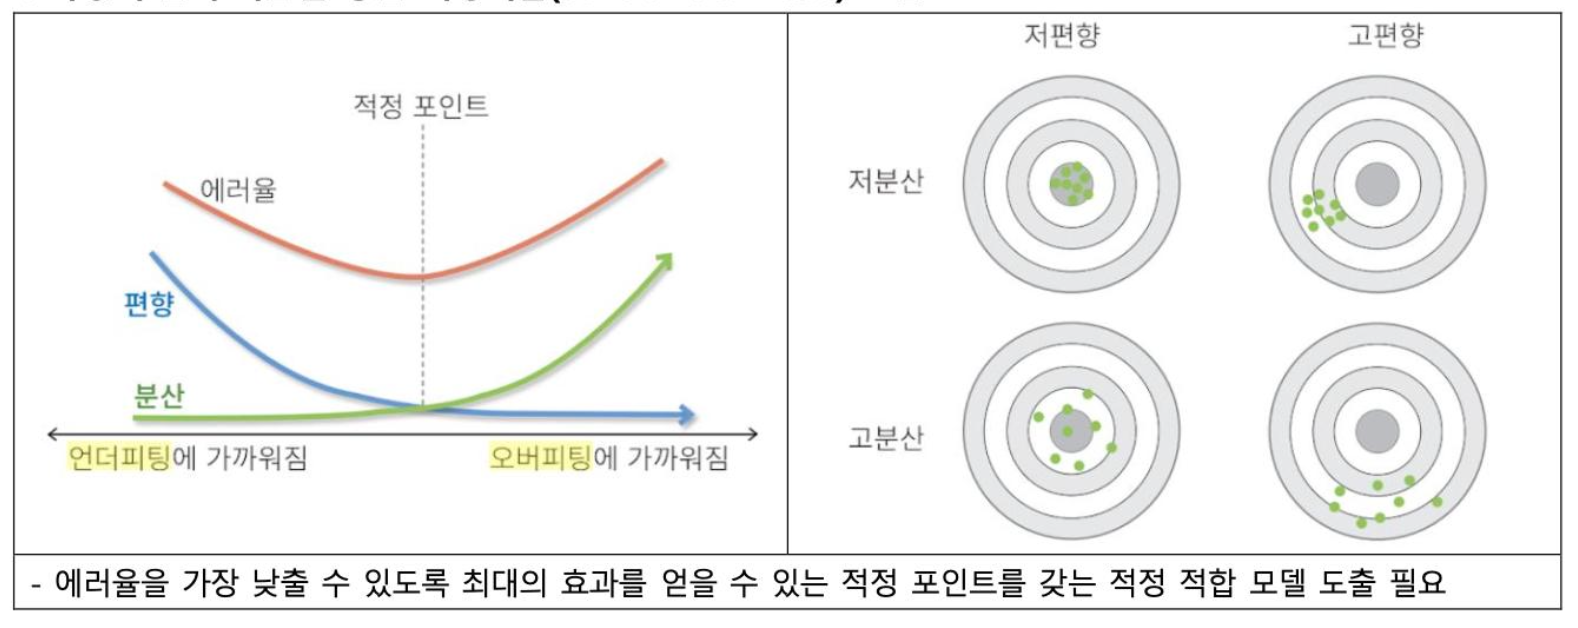 적정 포인트
에러율
편향
분산
언더피팅에 가까워짐
오버피팅에 가까워짐
저편향
고편향
저분산
고분산
- 에러율을 가장 낮출 수 있도록 최대의 효과를 얻을 수 있는 적정 포인트를 갖는 적정 적합 모델 도출 필요